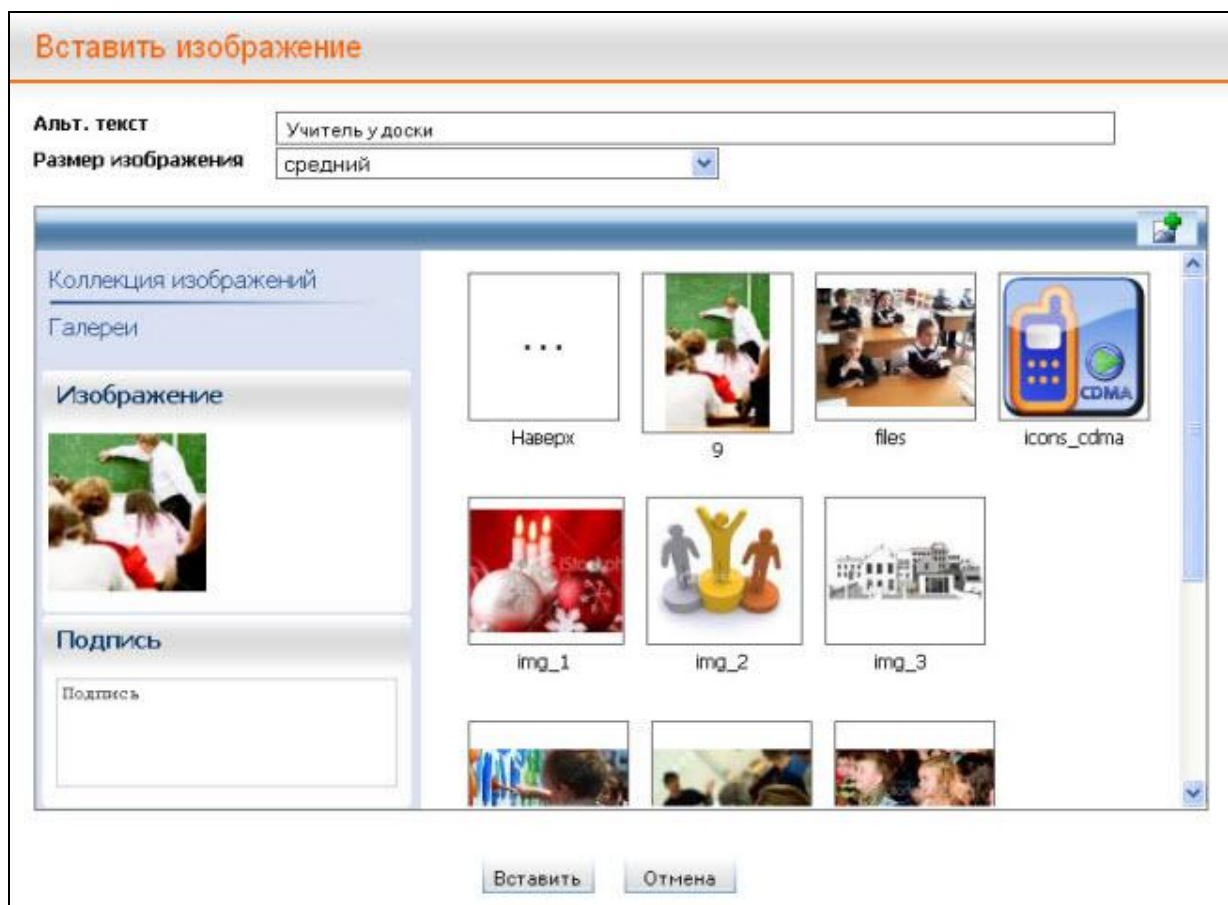 Вставить изображение
Альт. текст
Учитель у доски
Размер изображения
средний
Коллекция изображений
Галереи
Изображение
Подпись
Подпись
...
Наверх
9
files
CDMA
icons_cdma
iStockph
img_1
img_2
img_3
Вставить
Отмена